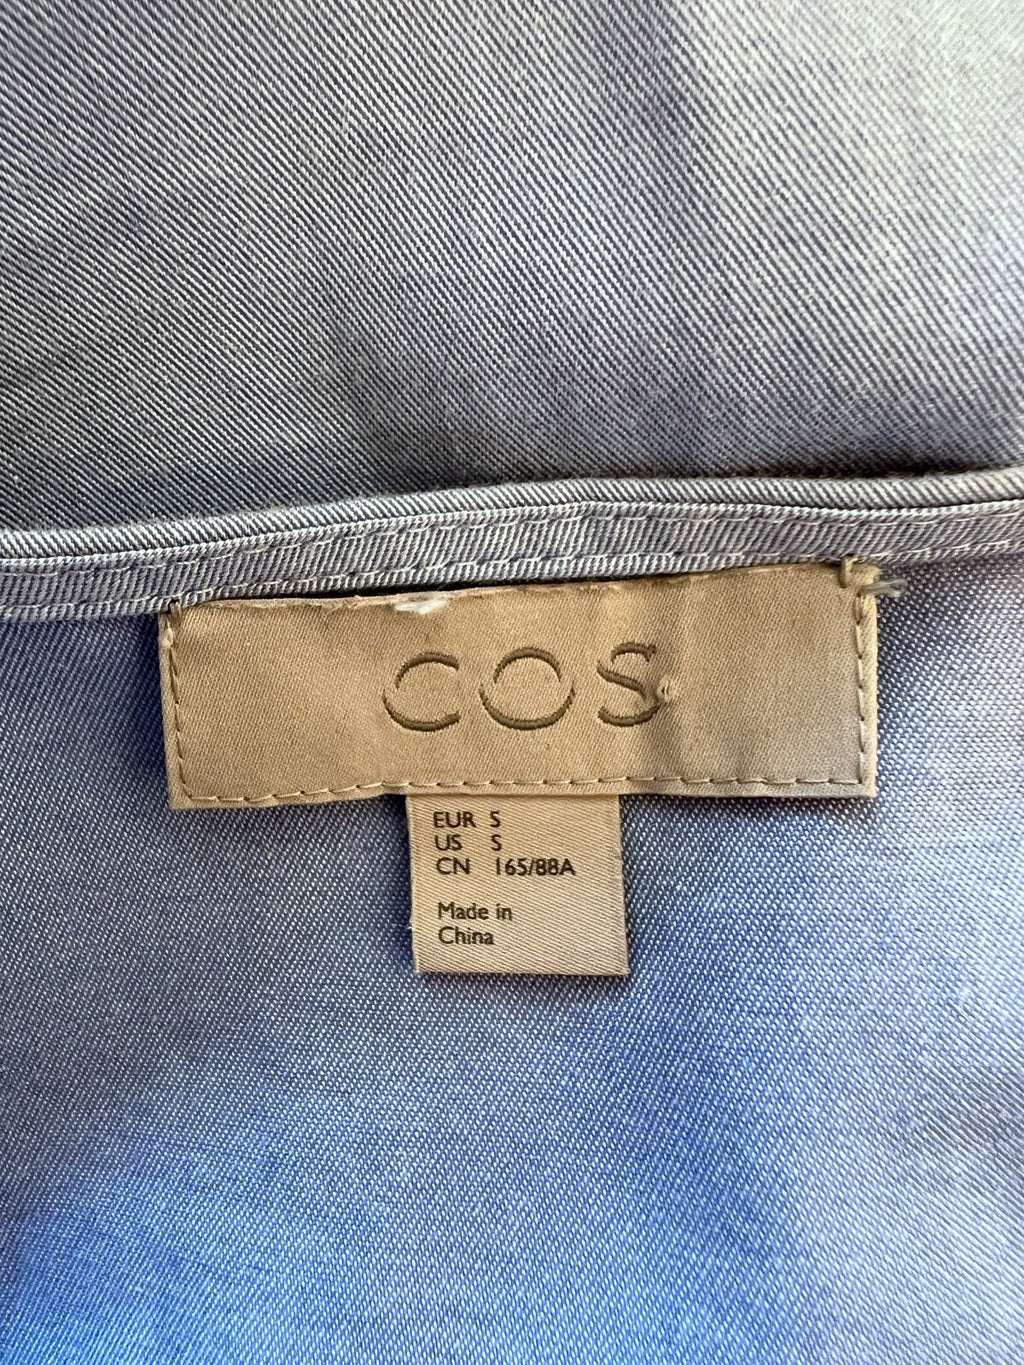 COS
EUR S
US S
CN 165/88A
Made in
China